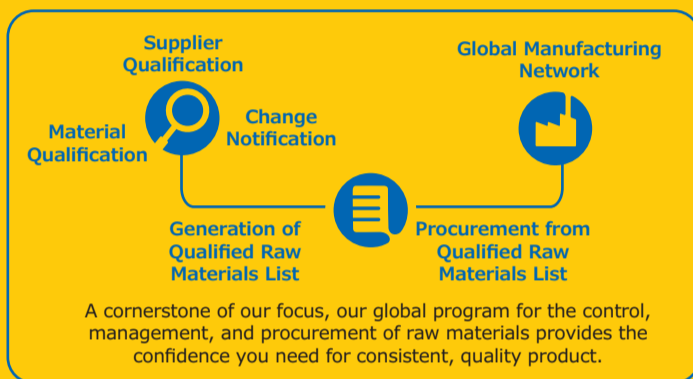 Supplier
Qualification
Global Manufacturing
Network
Material
Qualification
Change
Notification
Generation of
Qualified Raw
Materials List
Procurement from
Qualified Raw
Materials List
A cornerstone of our focus, our global program for the control,
management, and procurement of raw materials provides the
confidence you need for consistent, quality product.